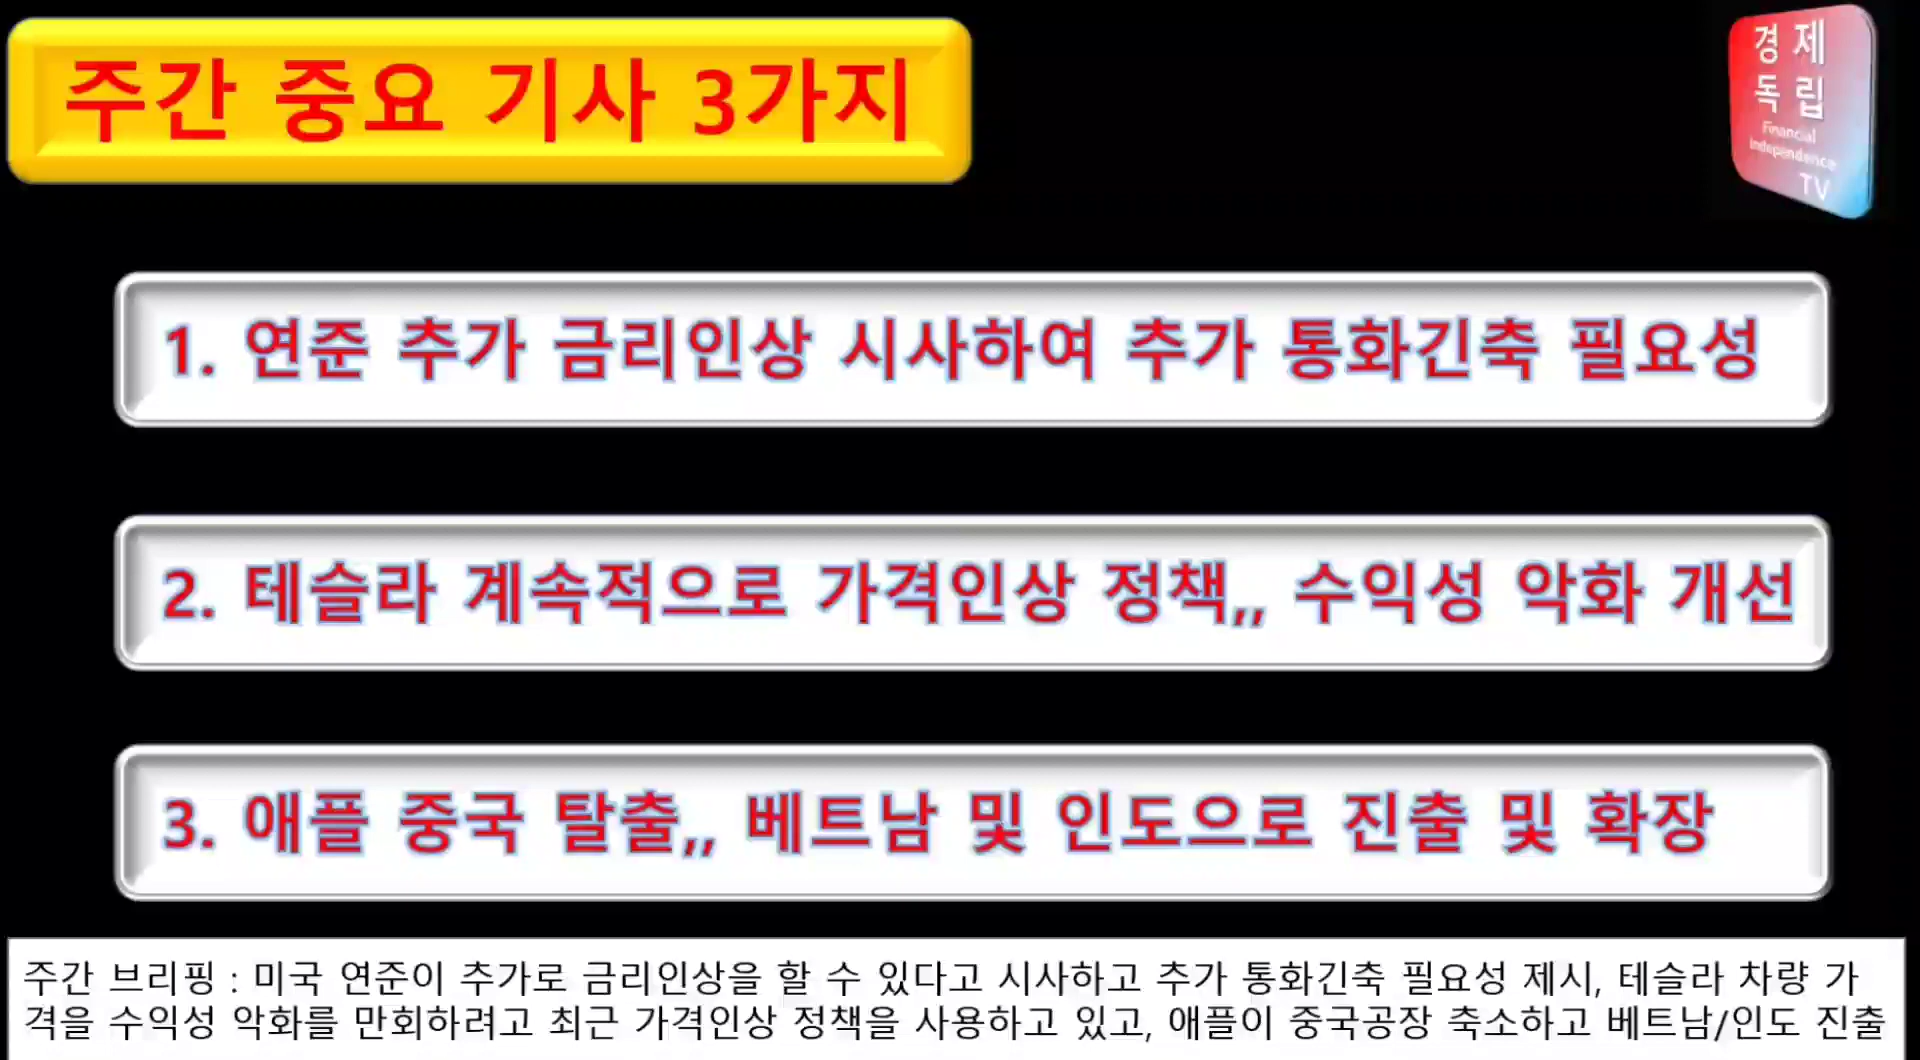 주간 중요 기사 3가지
경제
독립
Financial
Independence
TV
1. 연준 추가 금리인상 시사하여 추가 통화긴축 필요성
2. 테슬라 계속적으로 가격인상 정책,, 수익성 악화 개선
3. 애플 중국 탈출,, 베트남 및 인도으로 진출 및 확장
주간 브리핑 : 미국 연준이 추가로 금리인상을 할 수 있다고 시사하고 추가 통화긴축 필요성 제시, 테슬라 차량 가
격을 수익성 악화를 만회하려고 최근 가격인상 정책을 사용하고 있고, 애플이 중국공장 축소하고 베트남/인도 진출